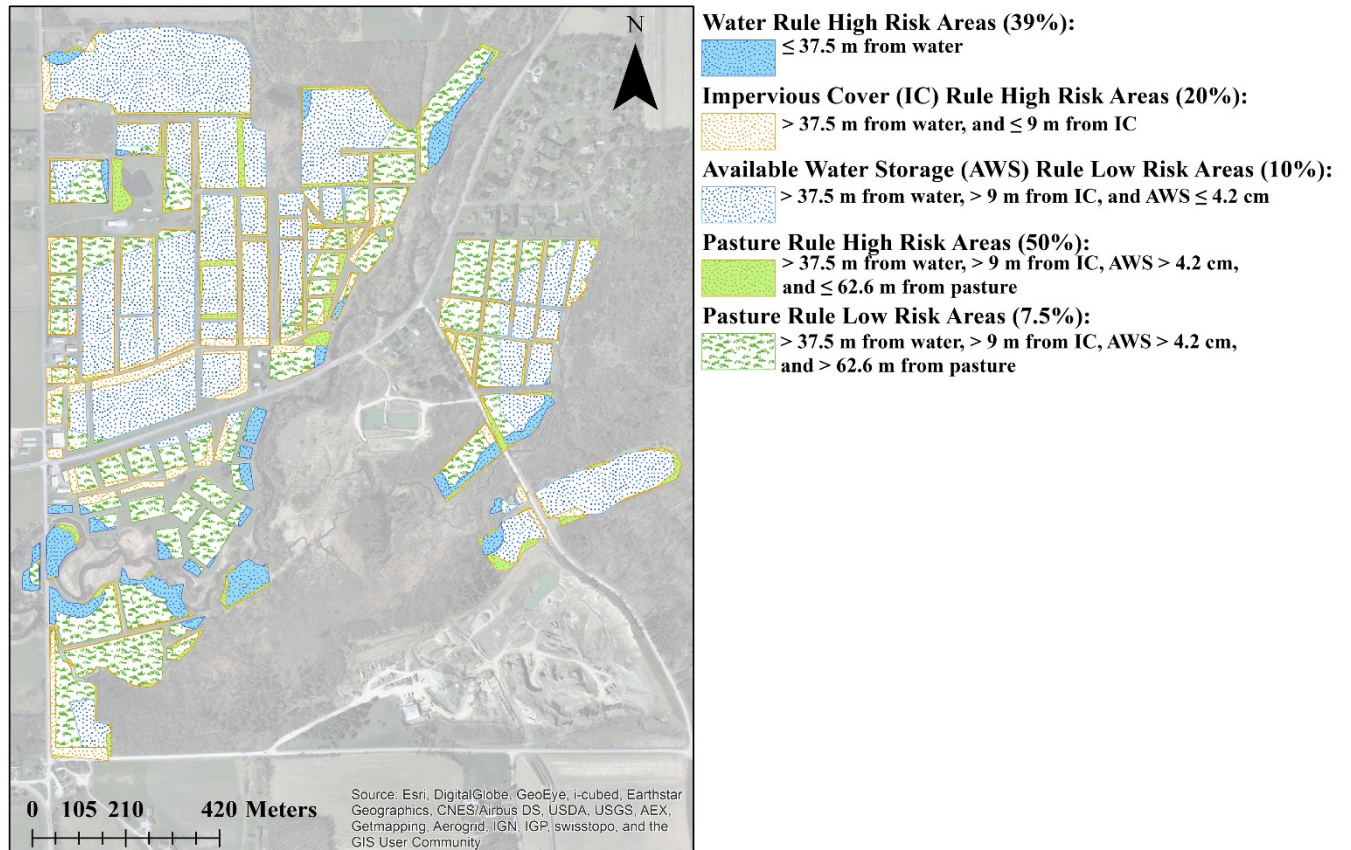 N
0 105 210 420 Meters
Source: Esri, DigitalGlobe, GeoEye, i-cubed, Earthstar
Geographics, CNES/Airbus DS, USDA, USGS, AEX,
Getmapping, Aerogrid, IGN, IGP, swisstopo, and the
GIS User Community
Water Rule High Risk Areas (39%):
≤ 37.5 m from water
Impervious Cover (IC) Rule High Risk Areas (20%):
> 37.5 m from water, and ≤ 9 m from IC
Available Water Storage (AWS) Rule Low Risk Areas (10%):
> 37.5 m from water, > 9 m from IC, and AWS ≤ 4.2 cm
Pasture Rule High Risk Areas (50%):
> 37.5 m from water, > 9 m from IC, AWS > 4.2 cm,
and ≤ 62.6 m from pasture
Pasture Rule Low Risk Areas (7.5%):
> 37.5 m from water, > 9 m from IC, AWS > 4.2 cm,
and > 62.6 m from pasture